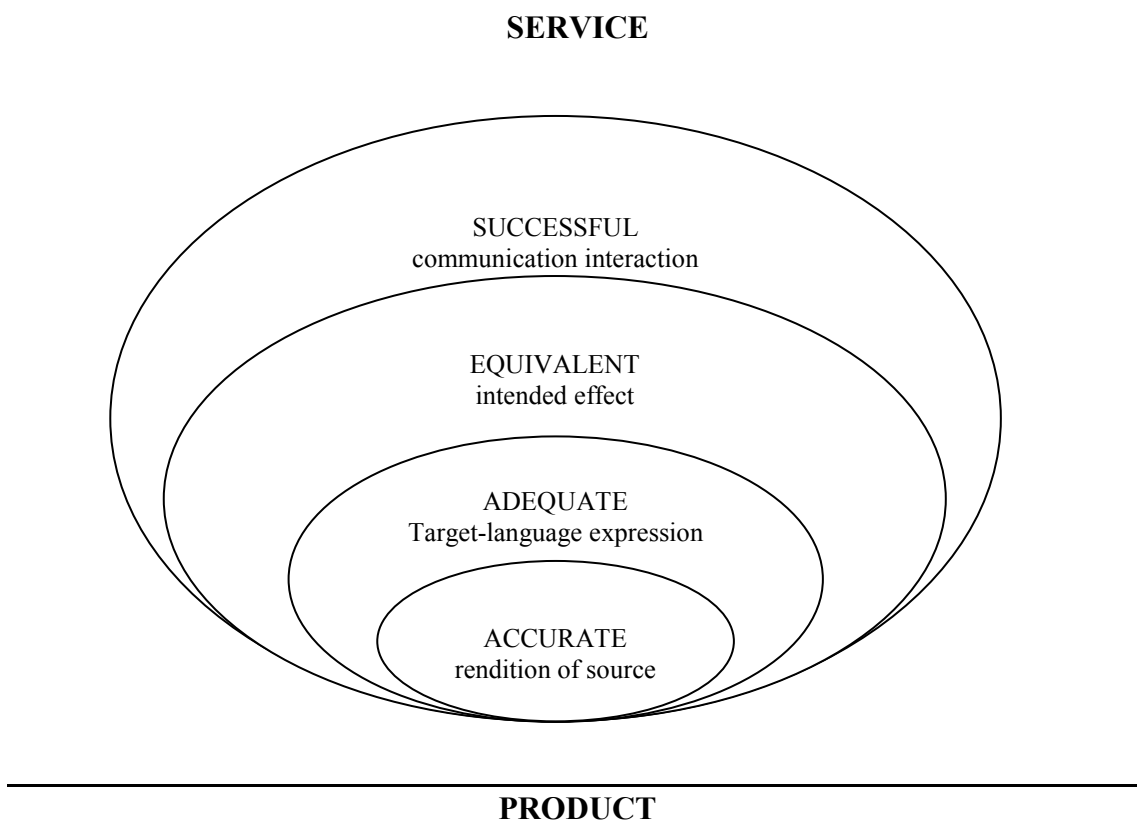 SERVICE
SUCCESSFUL
communication interaction
EQUIVALENT
intended effect
ADEQUATE
Target-language expression
ACCURATE
rendition of source
PRODUCT